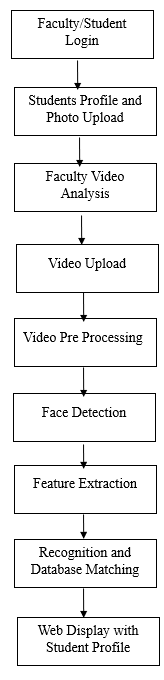 Faculty/Student
Login
Students Profile and
Photo Upload
Faculty Video
Analysis
Video Upload
Video Pre Processing
Face Detection
Feature Extraction
Recognition and
Database Matching
Web Display with
Student Profile